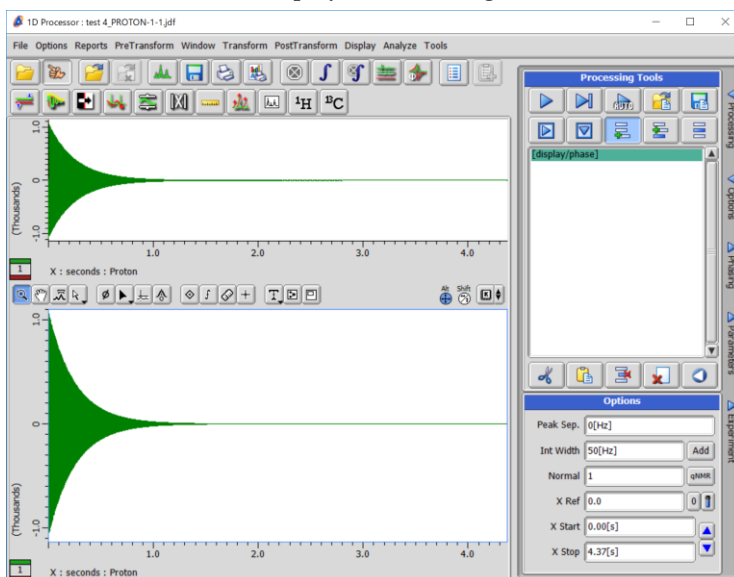 1D Processor : test 4_PROTON-1-1.jdf
File Options Reports PreTransform Window Transform PostTransform Display Analyze Tools
¹H ¹³C
Processing Tools
[display/phase]
1.0
0
-1.0
(Thousands)
1.0 2.0 3.0 4.0
1
X : seconds : Proton
Alt Shift
1.0
0
-1.0
(Thousands)
1.0 2.0 3.0 4.0
1
X : seconds : Proton
Options
Peak Sep. 0[Hz]
Int Width 50[Hz] Add
Normal 1 qNMR
X Ref 0.0 0
X Start 0.00[s]
X Stop 4.37[s]
Processing
Options
Phasing
Parameters
Experiment